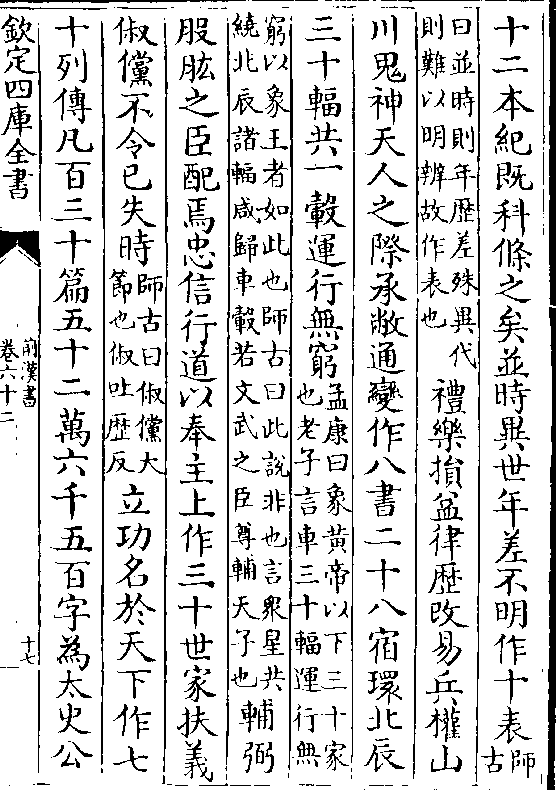 十二本紀既科條之矣並時異世年差不明作十表師古
曰並時則年歴差殊異代則難以明辨故作表也禮樂損益律歴改易兵權山
川鬼神天人之際承敝通變作八書二十八宿環北辰
三十輻共一轂運行無窮孟康曰象黃帝以下三十家也老子言車三十輻運行無
窮以象王者如此也師古曰此說非也言衆星共繞北辰諸輻咸歸車轂若文武之臣尊輔天子也輔弼
股肱之臣配焉忠信行道以奉主上作三十世家扶義
俶儻不令已失時師古曰俶儻大節也俶吐歴反立功名於天下作七
十列傳凡百三十篇五十二萬六千五百字為太史公
欽定四庫全書
前漢書
卷六十二
十七